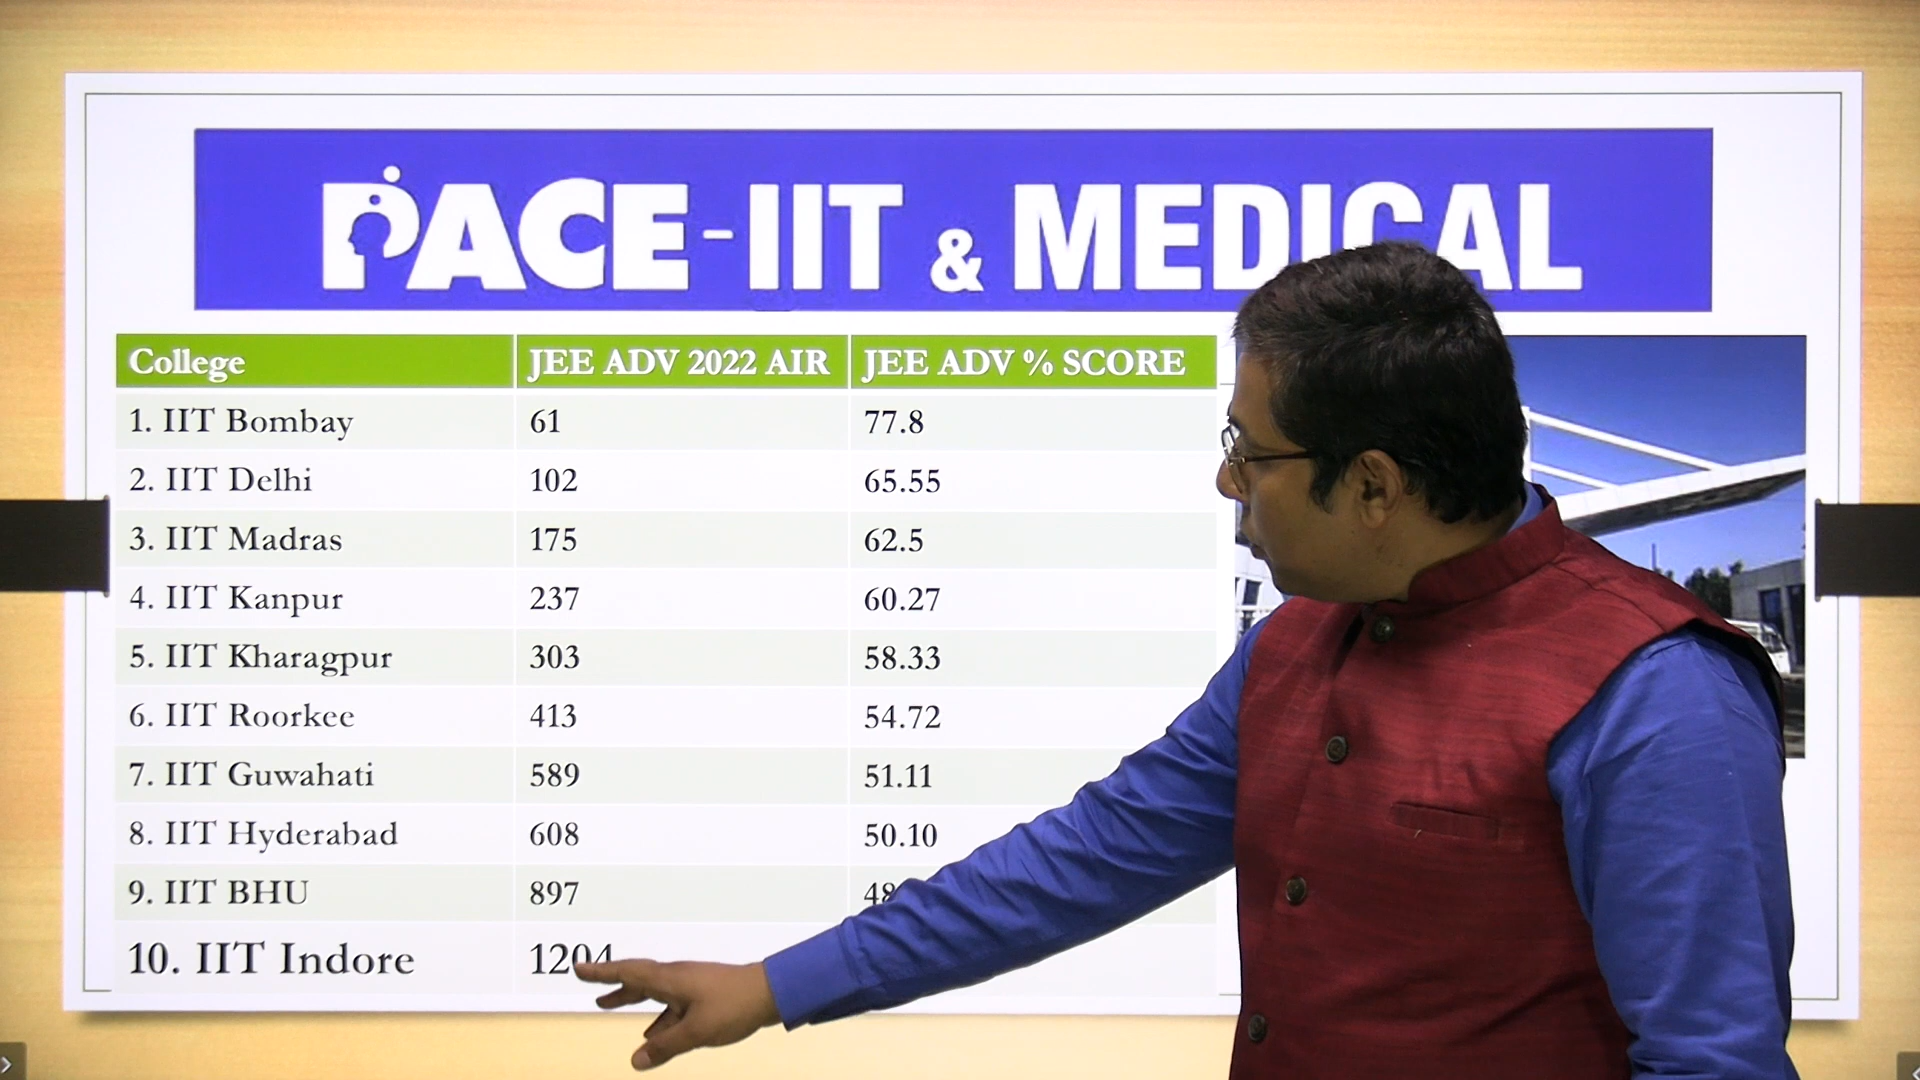 PACE-IIT & MEDICAL
College JEE ADV 2022 AIR JEE ADV % SCORE
1. IIT Bombay 61 77.8
2. IIT Delhi 102 65.55
3. IIT Madras 175 62.5
4. IIT Kanpur 237 60.27
5. IIT Kharagpur 303 58.33
6. IIT Roorkee 413 54.72
7. IIT Guwahati 589 51.11
8. IIT Hyderabad 608 50.10
9. IIT BHU 897
10. IIT Indore 1204